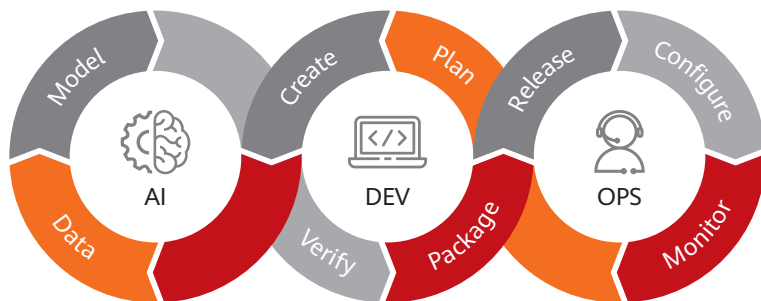 Model
Data
AI
Create
Plan
Verify
Package
</>
DEV
Release
Configure
Monitor
OPS